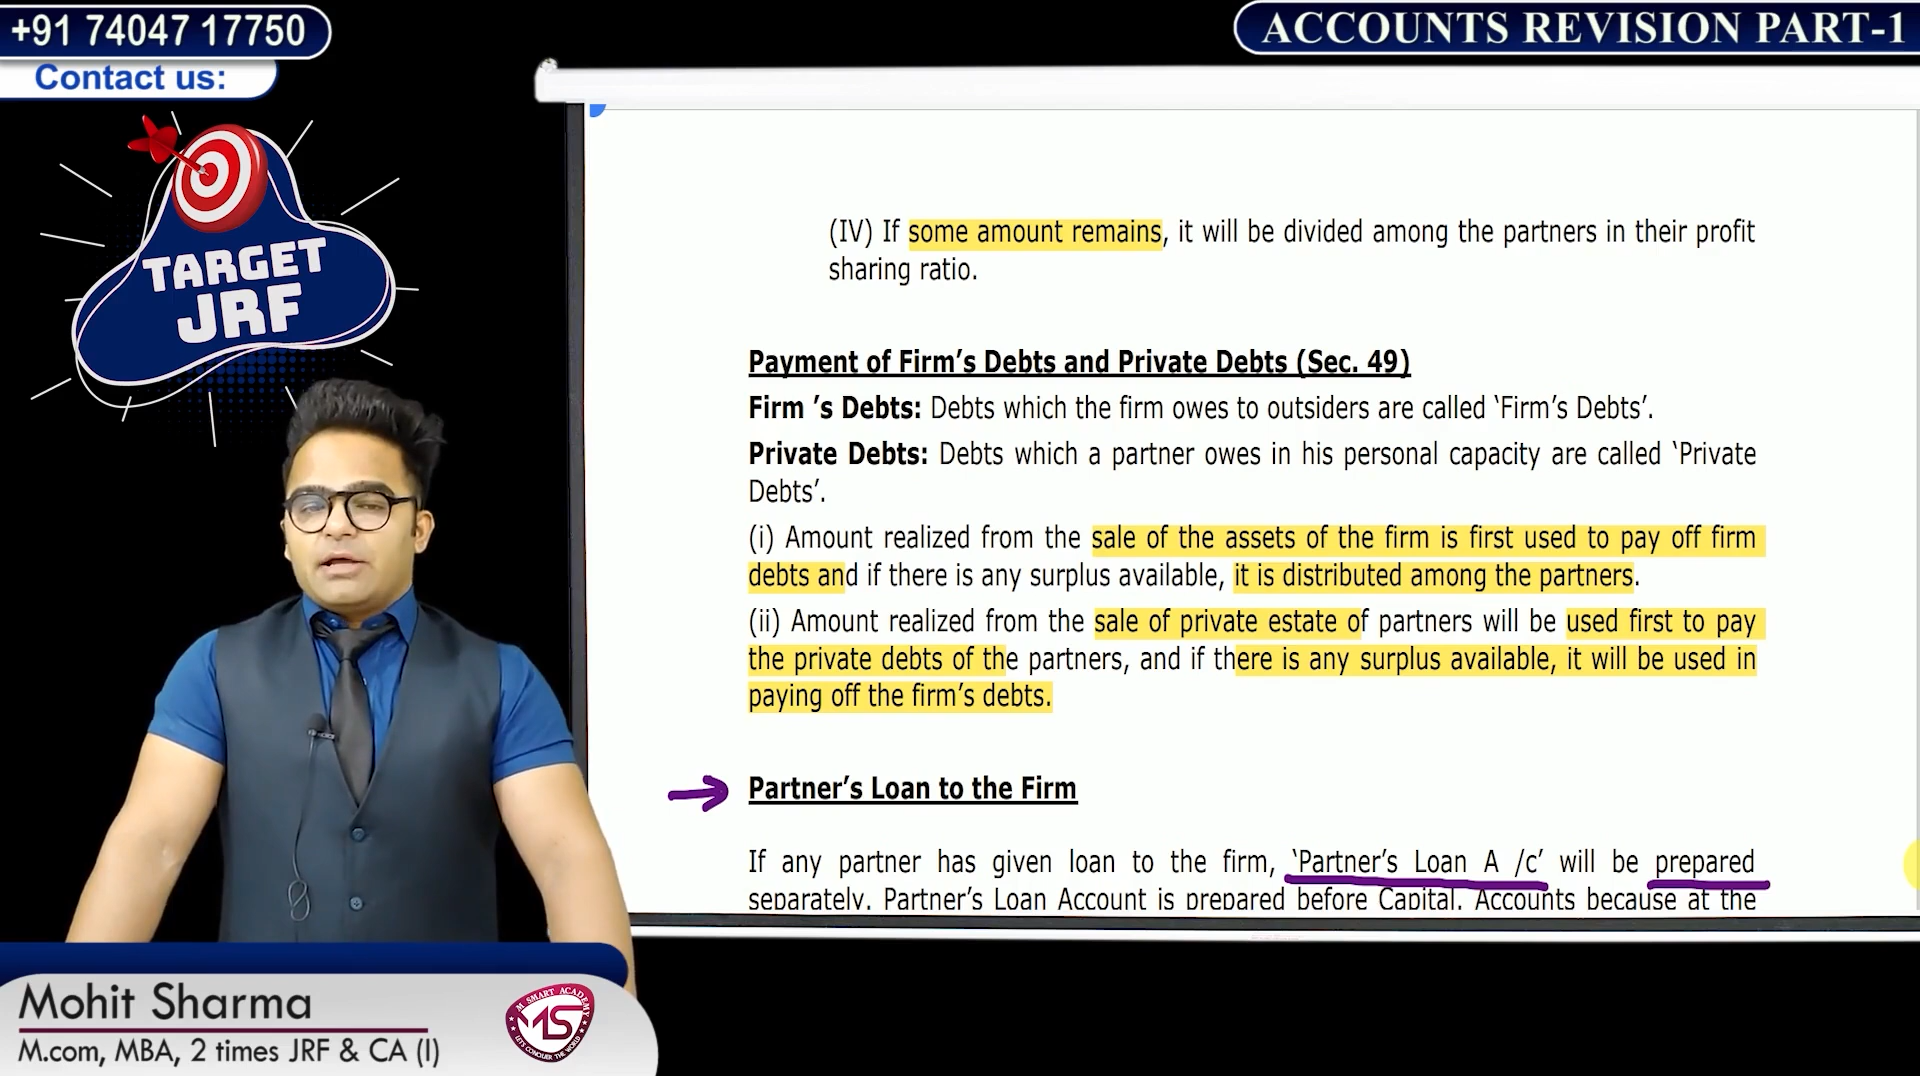 +91 74047 17750
Contact us:
ACCOUNTS REVISION PART-1
TARGET
JRF
(IV) If some amount remains, it will be divided among the partners in their profit
sharing ratio.
Payment of Firm’s Debts and Private Debts (Sec. 49)
Firm ’s Debts: Debts which the firm owes to outsiders are called ‘Firm’s Debts’.
Private Debts: Debts which a partner owes in his personal capacity are called ‘Private
Debts’.
(i) Amount realized from the sale of the assets of the firm is first used to pay off firm
debts and if there is any surplus available, it is distributed among the partners.
(ii) Amount realized from the sale of private estate of partners will be used first to pay
the private debts of the partners, and if there is any surplus available, it will be used in
paying off the firm’s debts.
Partner’s Loan to the Firm
If any partner has given loan to the firm, ‘Partner’s Loan A /c’ will be prepared
separately. Partner’s Loan Account is prepared before Capital. Accounts because at the
Mohit Sharma
M.com, MBA, 2 times JRF & CA (I)
M SMART ACADEMY
MS
LETS CONQUER THE WORLD